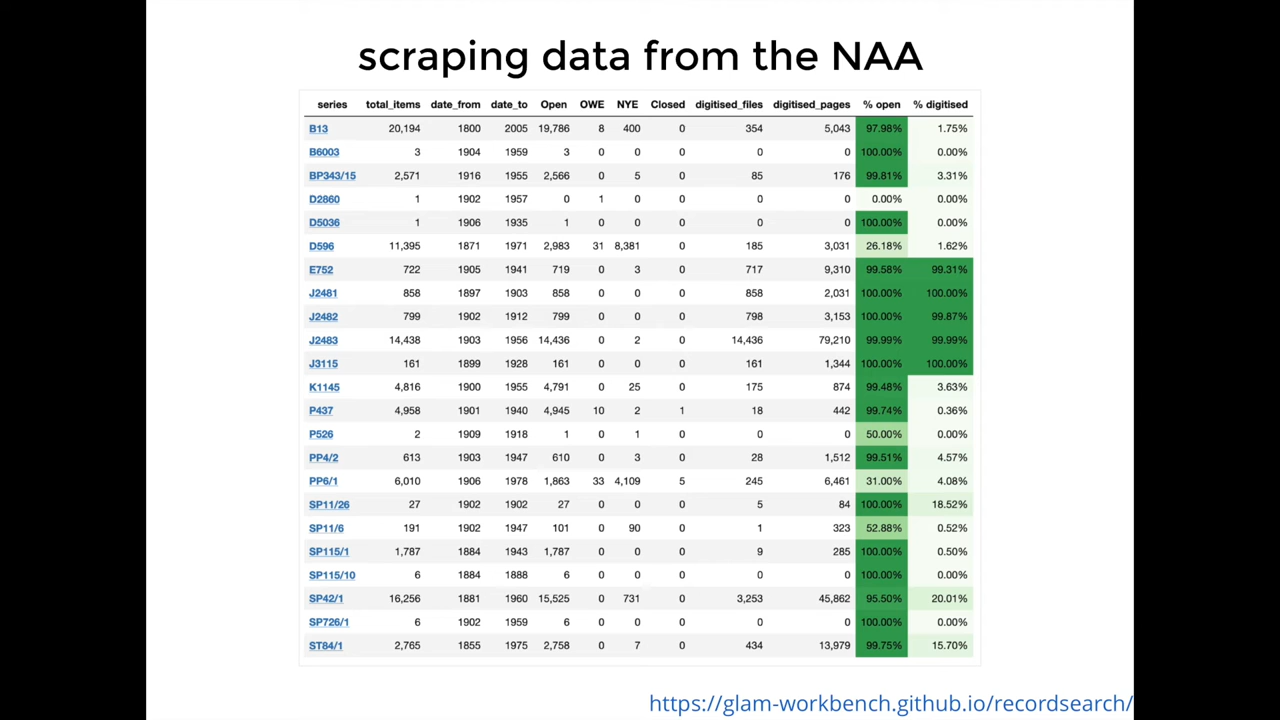 scraping data from the NAA
series total_items date_from date_to Open OWE NYE Closed digitised_files digitised_pages % open % digitised
B13 20,194 1800 2005 19,786 8 400 0 354 5,043 97.98% 1.75%
B6003 3 1904 1959 3 0 0 0 0 0 100.00% 0.00%
BP343/15 2,571 1916 1955 2,566 0 5 0 85 176 99.81% 3.31%
D2860 1 1902 1957 0 1 0 0 0 0 0.00% 0.00%
D5036 1 1906 1935 1 0 0 0 0 0 100.00% 0.00%
D596 11,395 1871 1971 2,983 31 8,381 0 185 3,031 26.18% 1.62%
E752 722 1905 1941 719 0 3 0 717 9,310 99.58% 99.31%
J2481 858 1897 1903 858 0 0 0 858 2,031 100.00% 100.00%
J2482 799 1902 1912 799 0 0 0 798 3,153 100.00% 99.87%
J2483 14,438 1903 1956 14,436 0 2 0 14,436 79,210 99.99% 99.99%
J3115 161 1899 1928 161 0 0 0 161 1,344 100.00% 100.00%
K1145 4,816 1900 1955 4,791 0 25 0 175 874 99.48% 3.63%
P437 4,958 1901 1940 4,945 10 2 1 18 442 99.74% 0.36%
P526 2 1909 1918 1 0 1 0 0 0 50.00% 0.00%
PP4/2 613 1903 1947 610 0 3 0 28 1,512 99.51% 4.57%
PP6/1 6,010 1906 1978 1,863 33 4,109 5 245 6,461 31.00% 4.08%
SP11/26 27 1902 1902 27 0 0 0 5 84 100.00% 18.52%
SP11/6 191 1902 1947 101 0 90 0 1 323 52.88% 0.52%
SP115/1 1,787 1884 1943 1,787 0 0 0 9 285 100.00% 0.50%
SP115/10 6 1884 1888 6 0 0 0 0 0 100.00% 0.00%
SP42/1 16,256 1881 1960 15,525 0 731 0 3,253 45,862 95.50% 20.01%
SP726/1 6 1902 1959 6 0 0 0 0 0 100.00% 0.00%
ST84/1 2,765 1855 1975 2,758 0 7 0 434 13,979 99.75% 15.70%
https://glam-workbench.github.io/recordsearch/